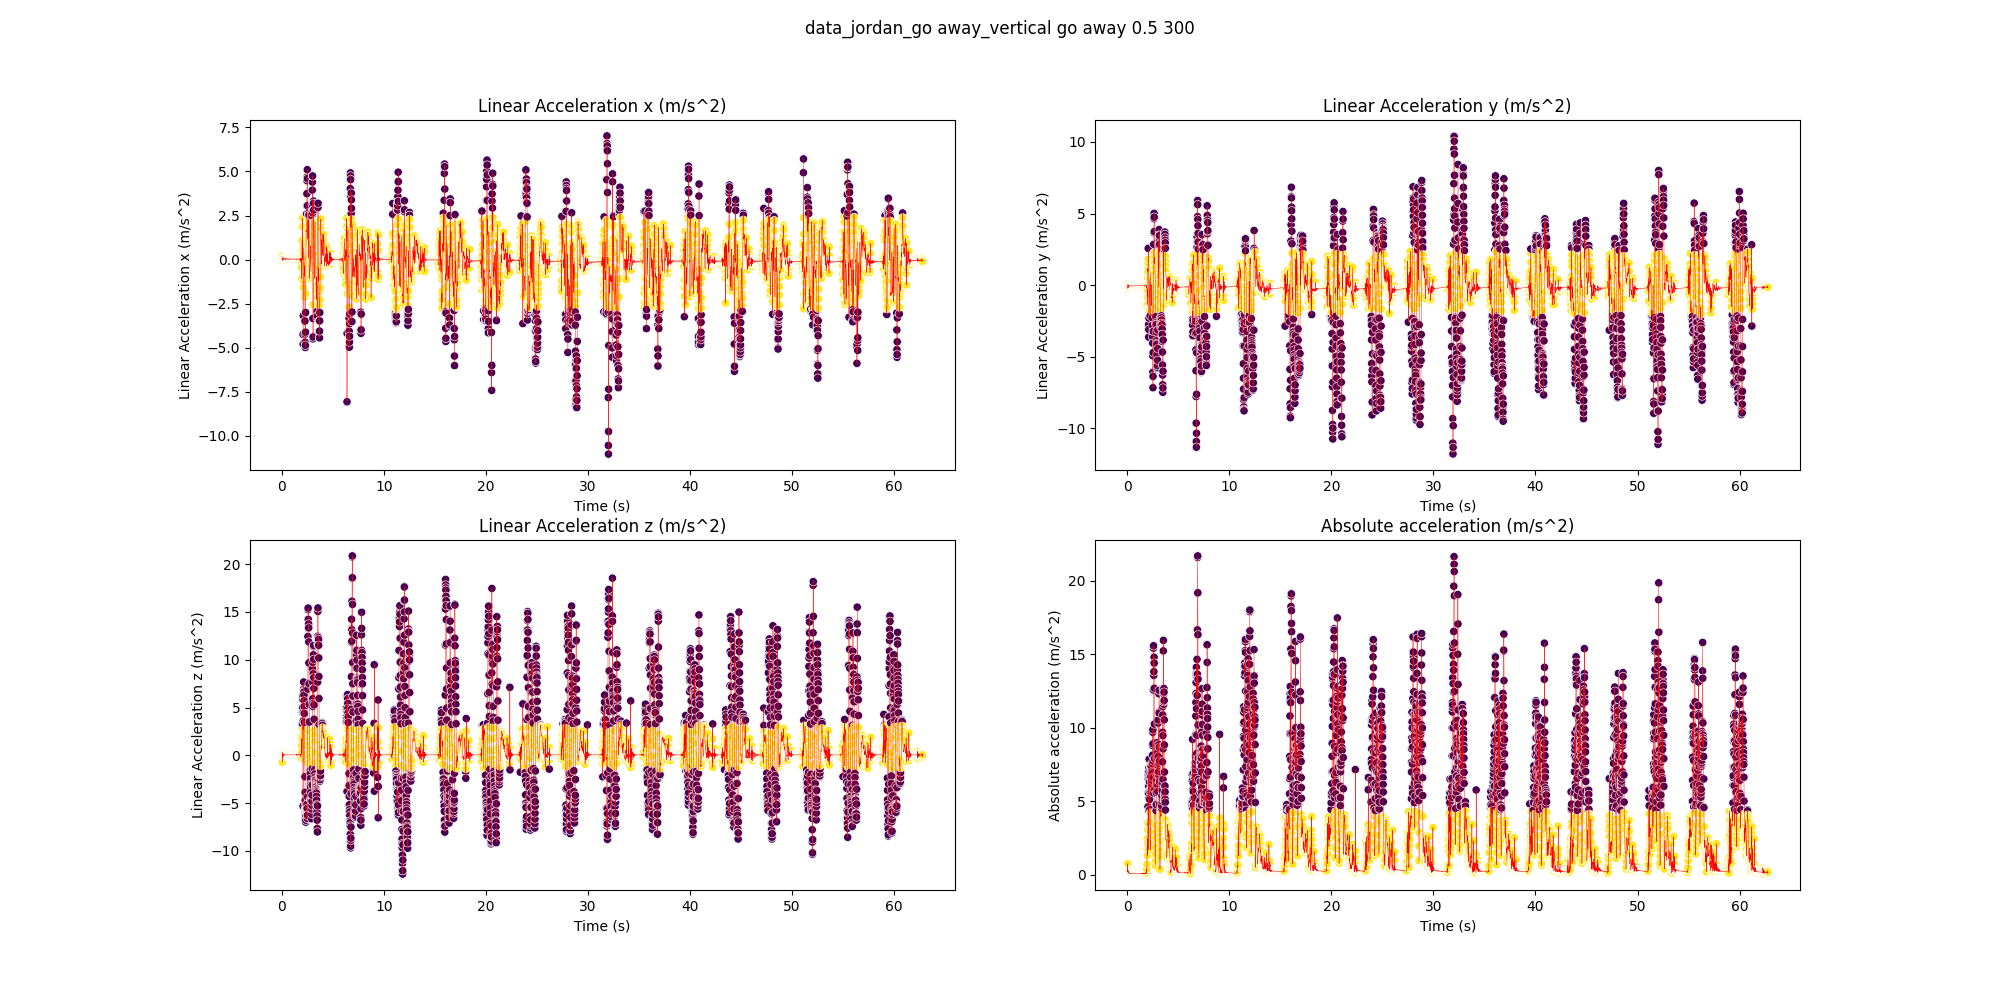 data_jordan_go away_vertical go away 0.5 300
Linear Acceleration x (m/s^2)
Linear Acceleration x (m/s^2)
7.5
5.0
2.5
0.0
−2.5
−5.0
−7.5
−10.0
0 10 20 30 40 50 60
Time (s)
Linear Acceleration y (m/s^2)
Linear Acceleration y (m/s^2)
10
5
0
−5
−10
0 10 20 30 40 50 60
Time (s)
Linear Acceleration z (m/s^2)
Linear Acceleration z (m/s^2)
20
15
10
5
0
−5
−10
0 10 20 30 40 50 60
Time (s)
Absolute acceleration (m/s^2)
Absolute acceleration (m/s^2)
20
15
10
5
0
0 10 20 30 40 50 60
Time (s)